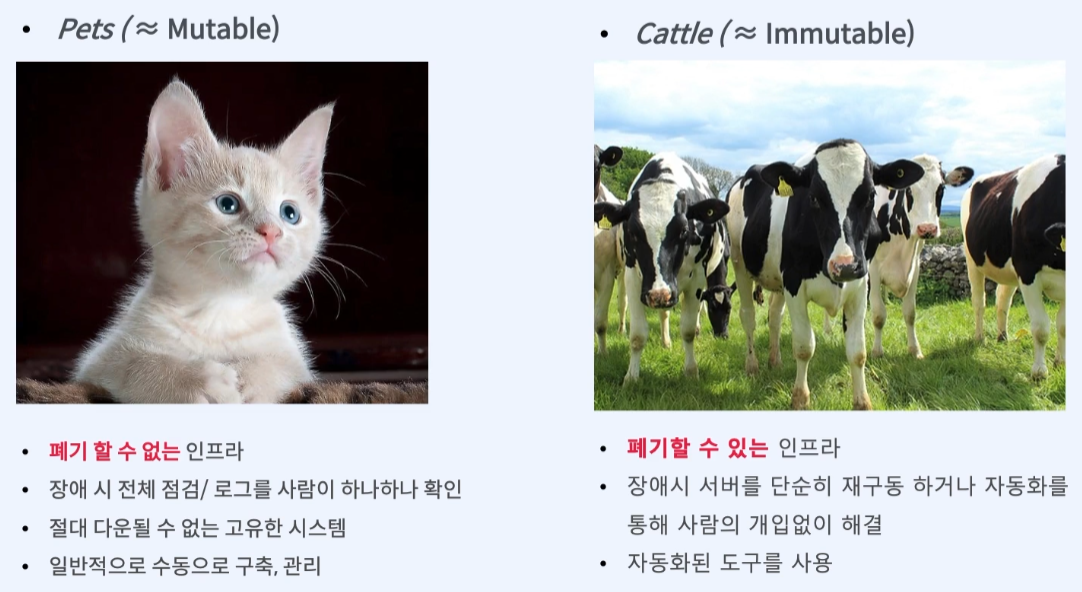 • Pets (≈ Mutable)
• 폐기 할 수 없는 인프라
• 장애 시 전체 점검/ 로그를 사람이 하나하나 확인
• 절대 다운될 수 없는 고유한 시스템
• 일반적으로 수동으로 구축, 관리
• Cattle (≈ Immutable)
• 폐기할 수 있는 인프라
• 장애시 서버를 단순히 재구동 하거나 자동화를
통해 사람의 개입없이 해결
• 자동화된 도구를 사용